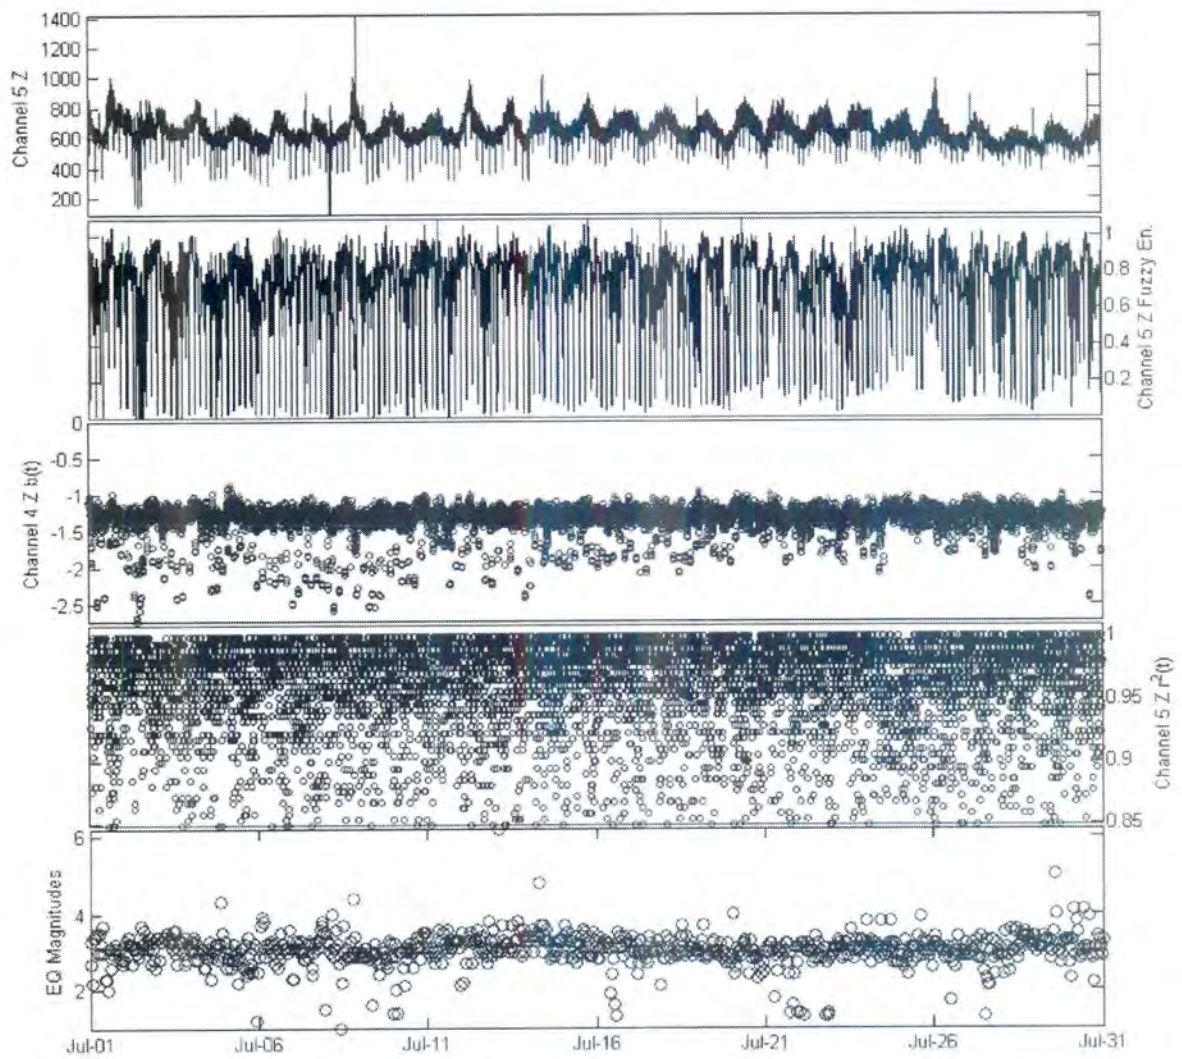 1400
1200
1000
800
600
400
200
Channel 5 Z
1
0.8
0.6
0.4
0.2
Channel 5 Z Fuzzy En.
0
-0.5
-1
-1.5
-2
-2.5
Channel 4 Z b(t)
1
0.95
0.9
0.85
Channel 5 Z r²(t)
6
4
2
EQ Magnitudes
Jul-01
Jul-06
Jul-11
Jul-16
Jul-21
Jul-26
Jul-31